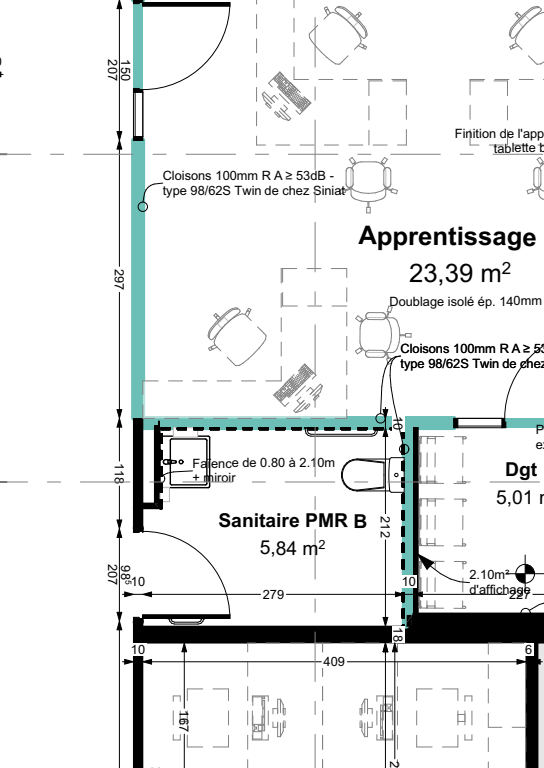 150
207
Finition de l'app
tablette b
Cloisons 100mm R A ≥ 53dB -
type 98/62S Twin de chez Siniat
Apprentissage
23,39 m²
297
Doublage isolé ép. 140mm
Cloisons 100mm R A ≥ 53
type 98/62S Twin de chez
10
P
ex
Faïence de 0.80 à 2.10m
+ miroir
118
Dgt
5,01 m
Sanitaire PMR B
5,84 m²
212
98⁵
207
10
279
10
2.10m²
d'affichage
227
18
10
409
6
167
2